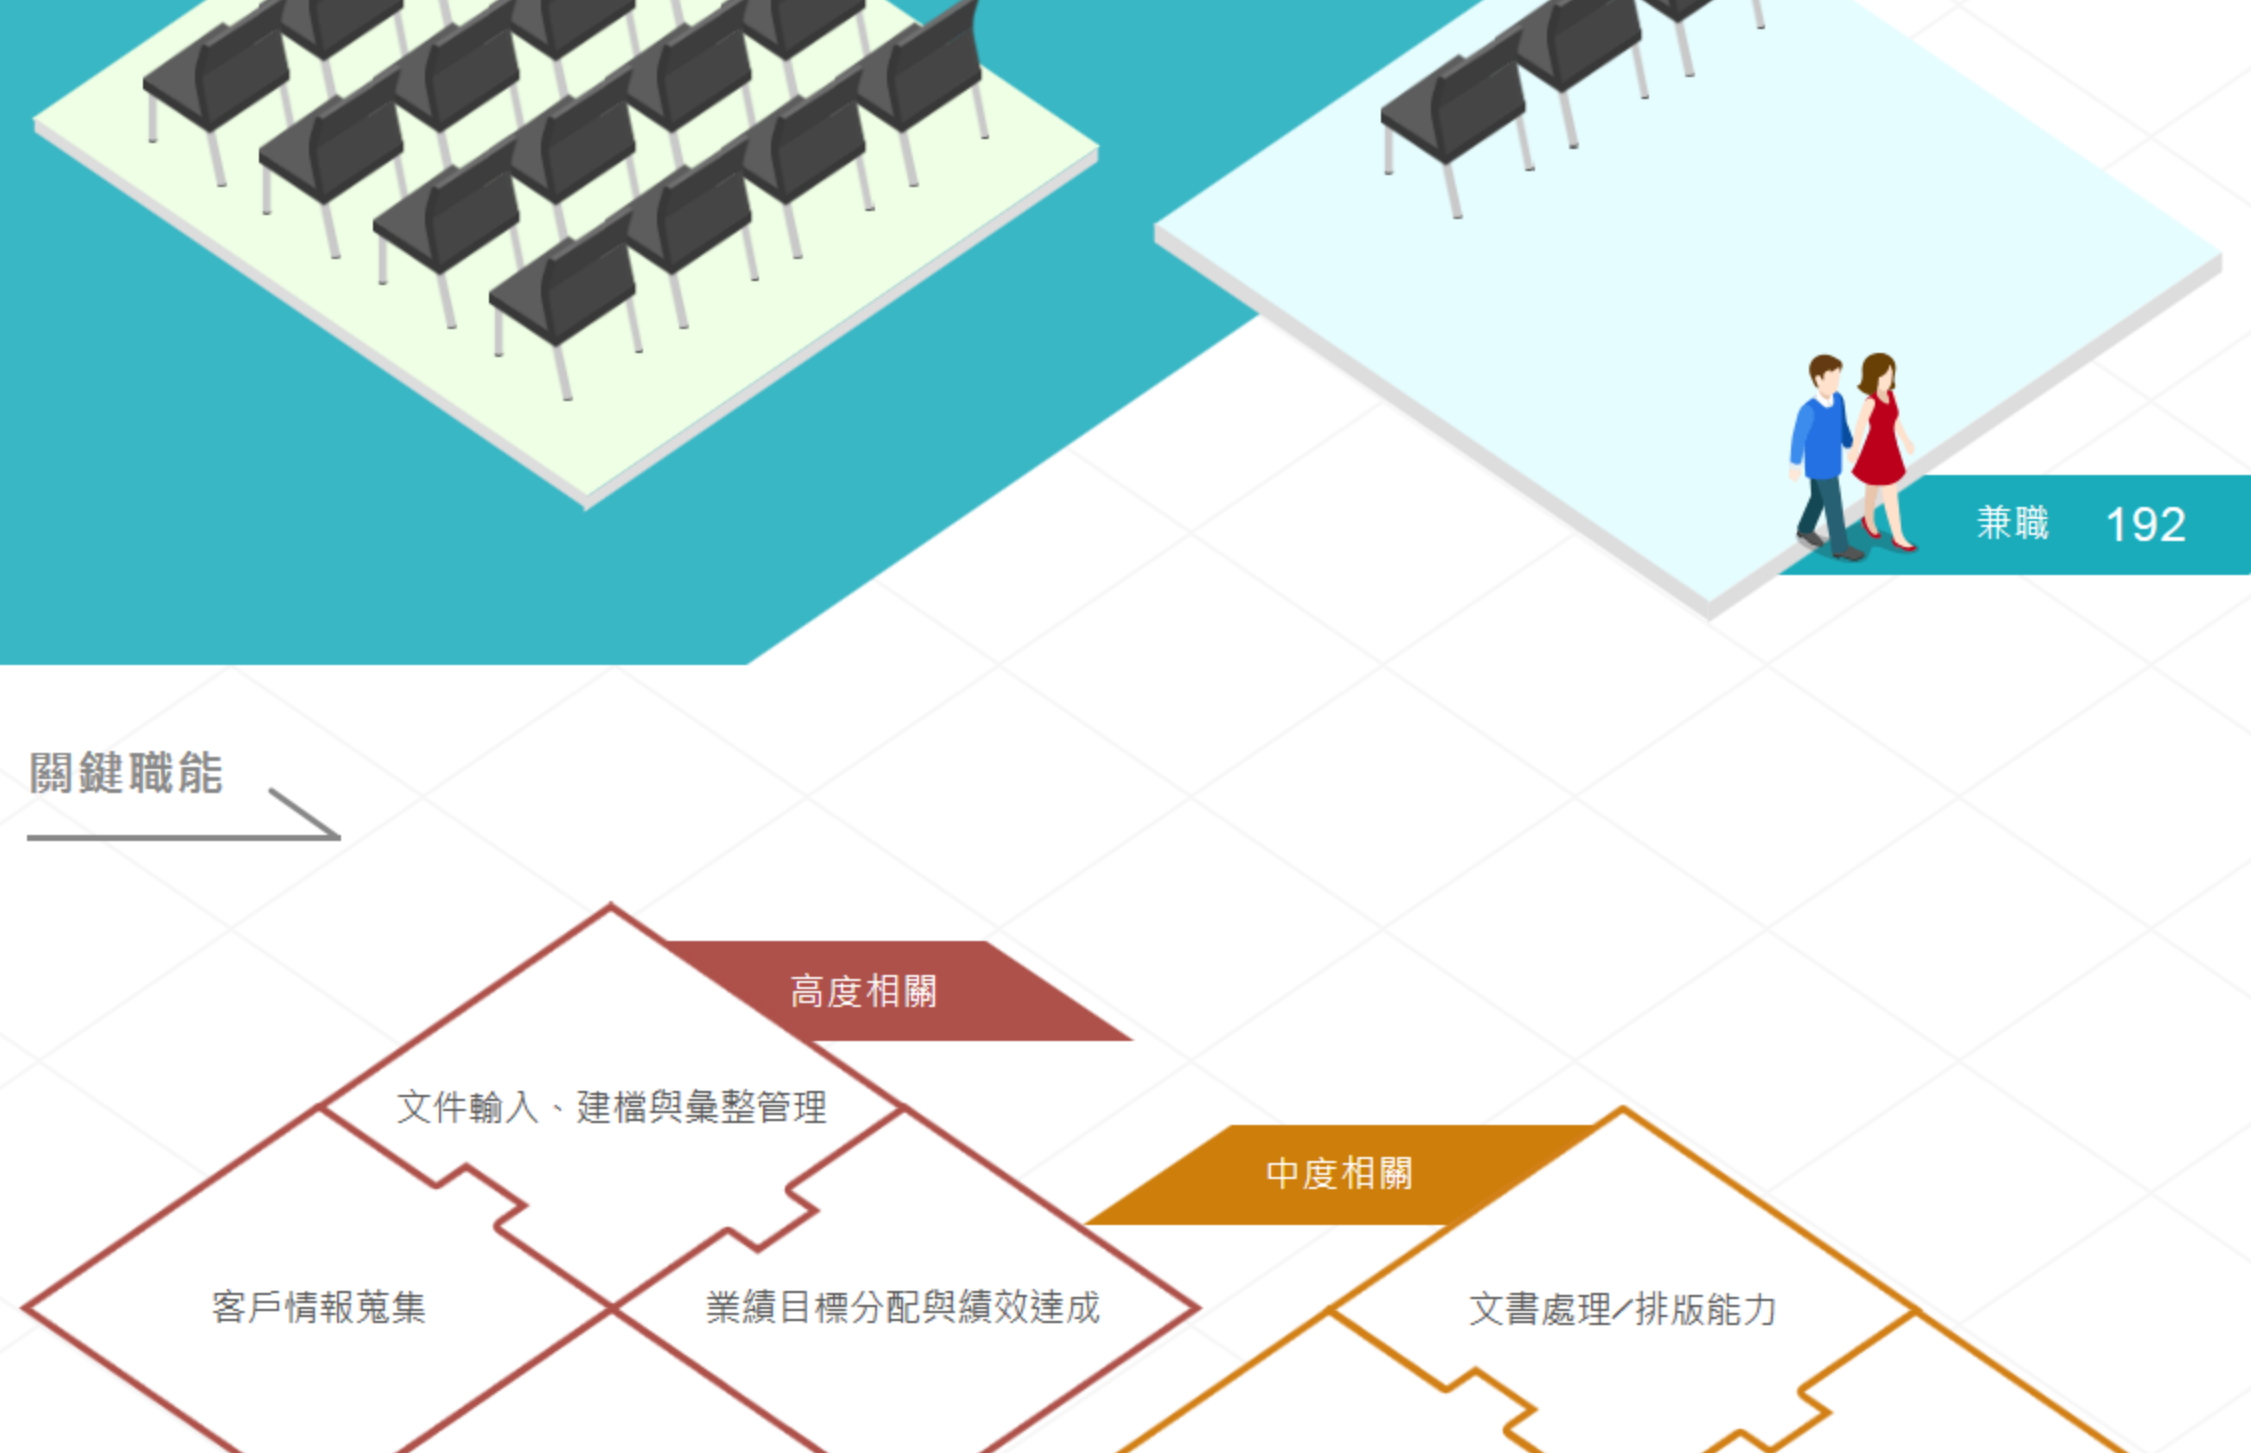 兼職 192
關鍵職能
高度相關
文件輸入、建檔與彙整管理
中度相關
客戶情報蒐集
業績目標分配與績效達成
文書處理/排版能力